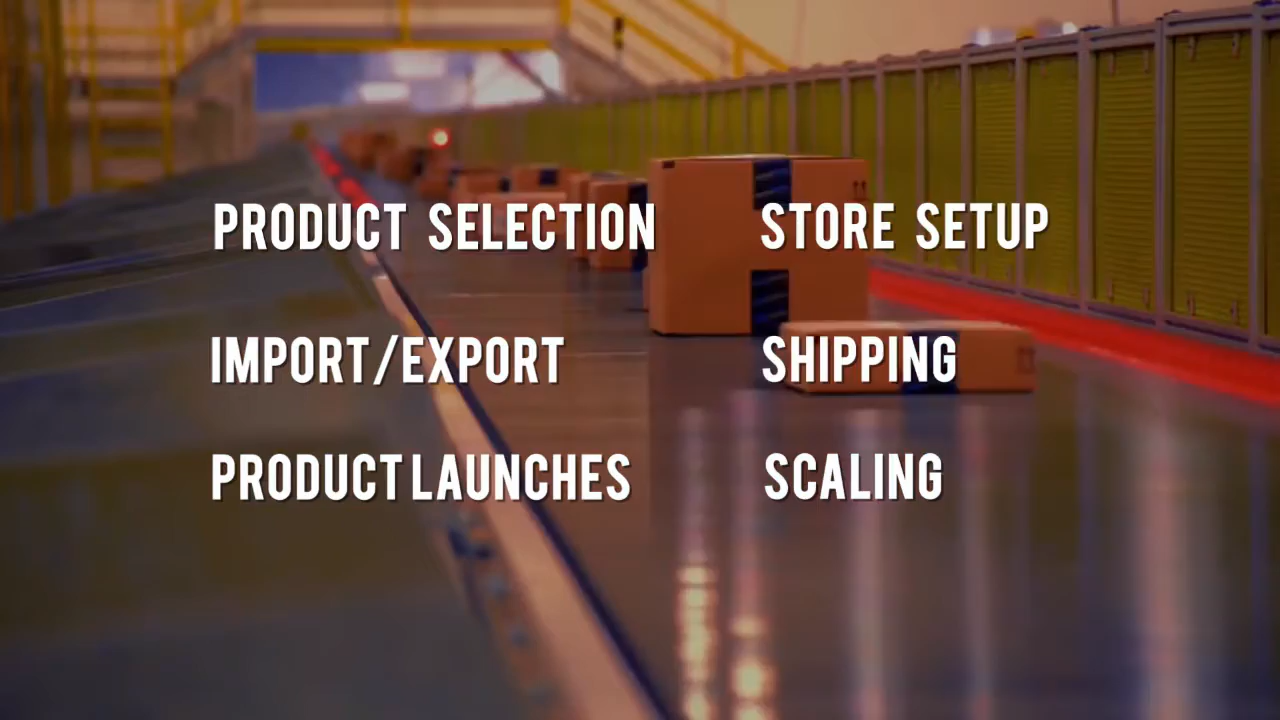 PRODUCT SELECTION
STORE SETUP
IMPORT/EXPORT
SHIPPING
PRODUCT LAUNCHES
SCALING